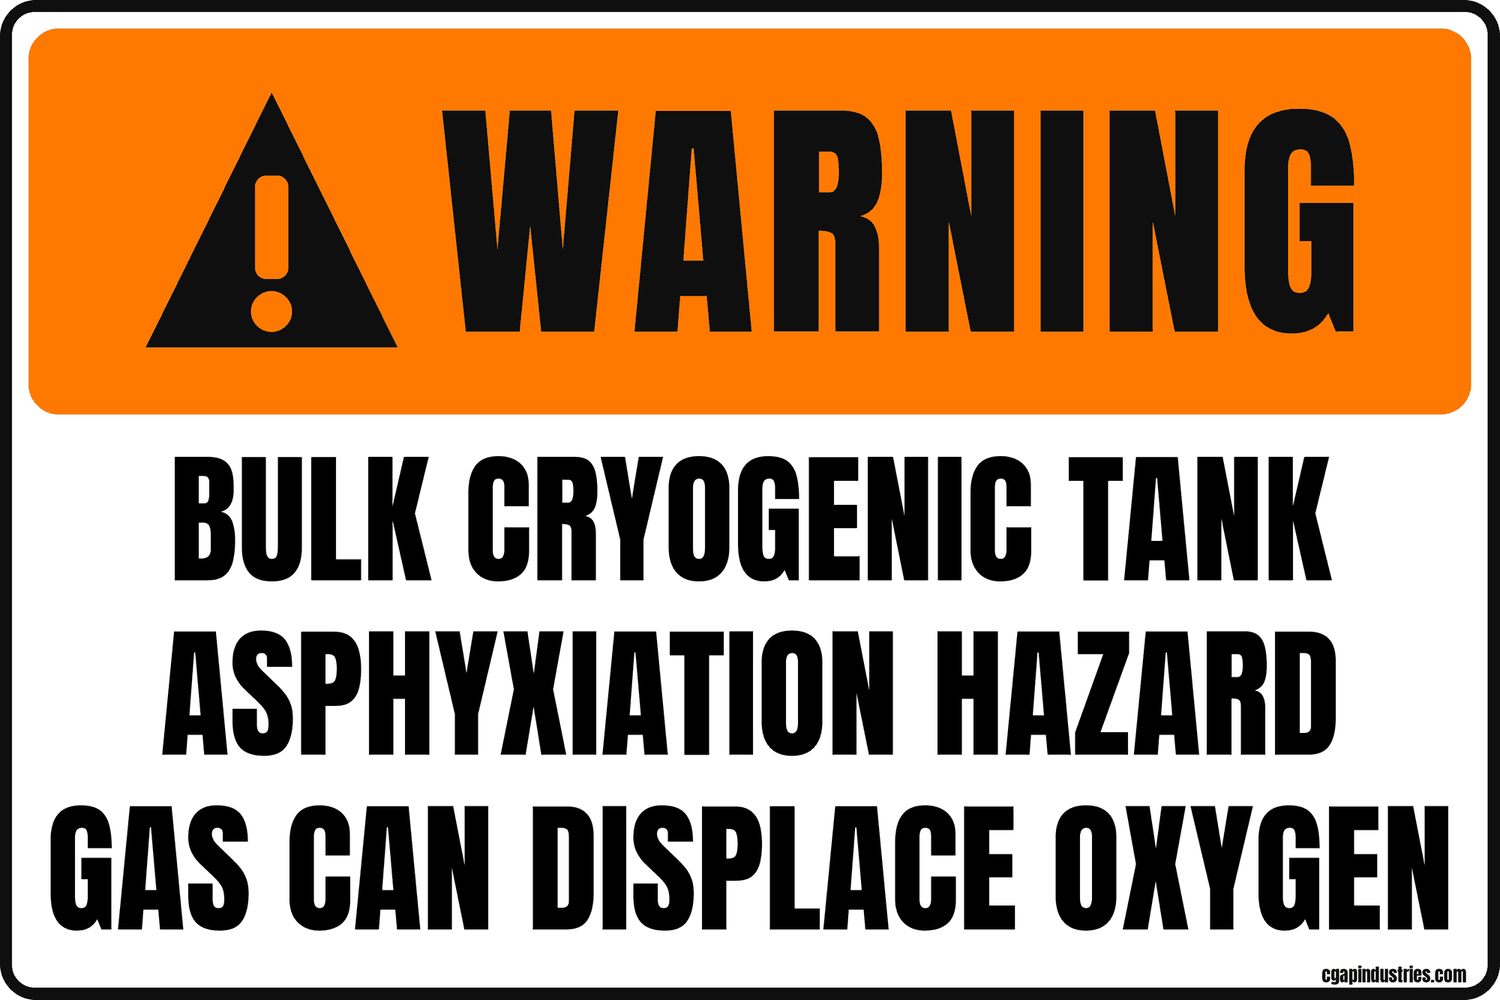 WARNING
BULK CRYOGENIC TANK
ASPHYXIATION HAZARD
GAS CAN DISPLACE OXYGEN
cgapindustries.com